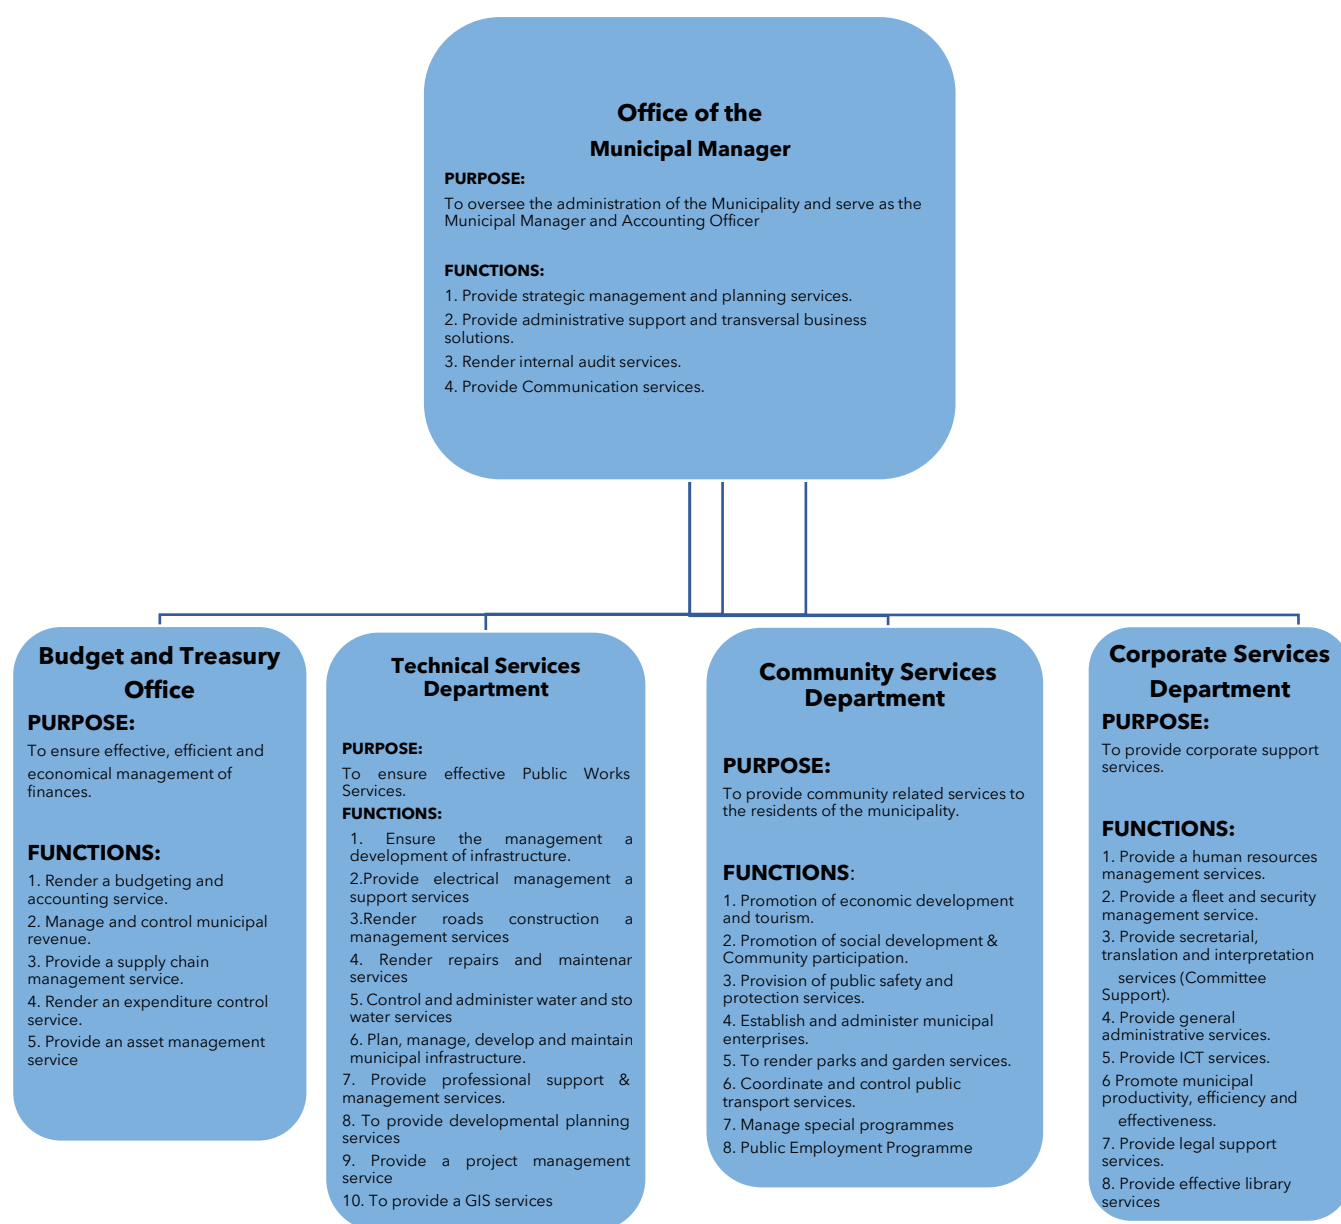 Office of the
Municipal Manager
PURPOSE:
To oversee the administration of the Municipality and serve as the
Municipal Manager and Accounting Officer
FUNCTIONS:
1. Provide strategic management and planning services.
2. Provide administrative support and transversal business
solutions.
3. Render internal audit services.
4. Provide Communication services.
Budget and Treasury
Office
PURPOSE:
To ensure effective, efficient and
economical management of
finances.
FUNCTIONS:
1. Render a budgeting and
accounting service.
2. Manage and control municipal
revenue.
3. Provide a supply chain
management service.
4. Render an expenditure control
service.
5. Provide an asset management
service
Technical Services
Department
PURPOSE:
To ensure effective Public Works
Services.
FUNCTIONS:
1. Ensure the management a
development of infrastructure.
2.Provide electrical management a
support services
3.Render roads construction a
management services
4. Render repairs and maintenar
services
5. Control and administer water and sto
water services
6. Plan, manage, develop and maintain
municipal infrastructure.
7. Provide professional support &
management services.
8. To provide developmental planning
services
9. Provide a project management
service
10. To provide a GIS services
Community Services
Department
PURPOSE:
To provide community related services to
the residents of the municipality.
FUNCTIONS:
1. Promotion of economic development
and tourism.
2. Promotion of social development &
Community participation.
3. Provision of public safety and
protection services.
4. Establish and administer municipal
enterprises.
5. To render parks and garden services.
6. Coordinate and control public
transport services.
7. Manage special programmes
8. Public Employment Programme
Corporate Services
Department
PURPOSE:
To provide corporate support
services.
FUNCTIONS:
1. Provide a human resources
management services.
2. Provide a fleet and security
management service.
3. Provide secretarial,
translation and interpretation
services (Committee
Support).
4. Provide general
administrative services.
5. Provide ICT services.
6 Promote municipal
productivity, efficiency and
effectiveness.
7. Provide legal support
services.
8. Provide effective library
services